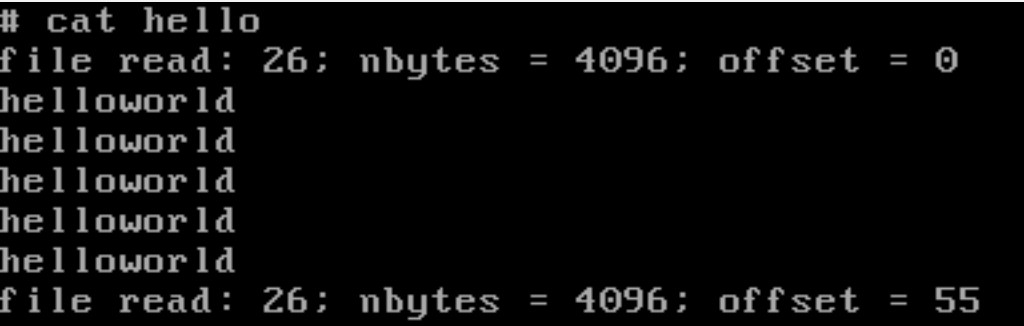 # cat hello
file read: 26; nbytes = 4096; offset = 0
helloworld
helloworld
helloworld
helloworld
helloworld
file read: 26; nbytes = 4096; offset = 55